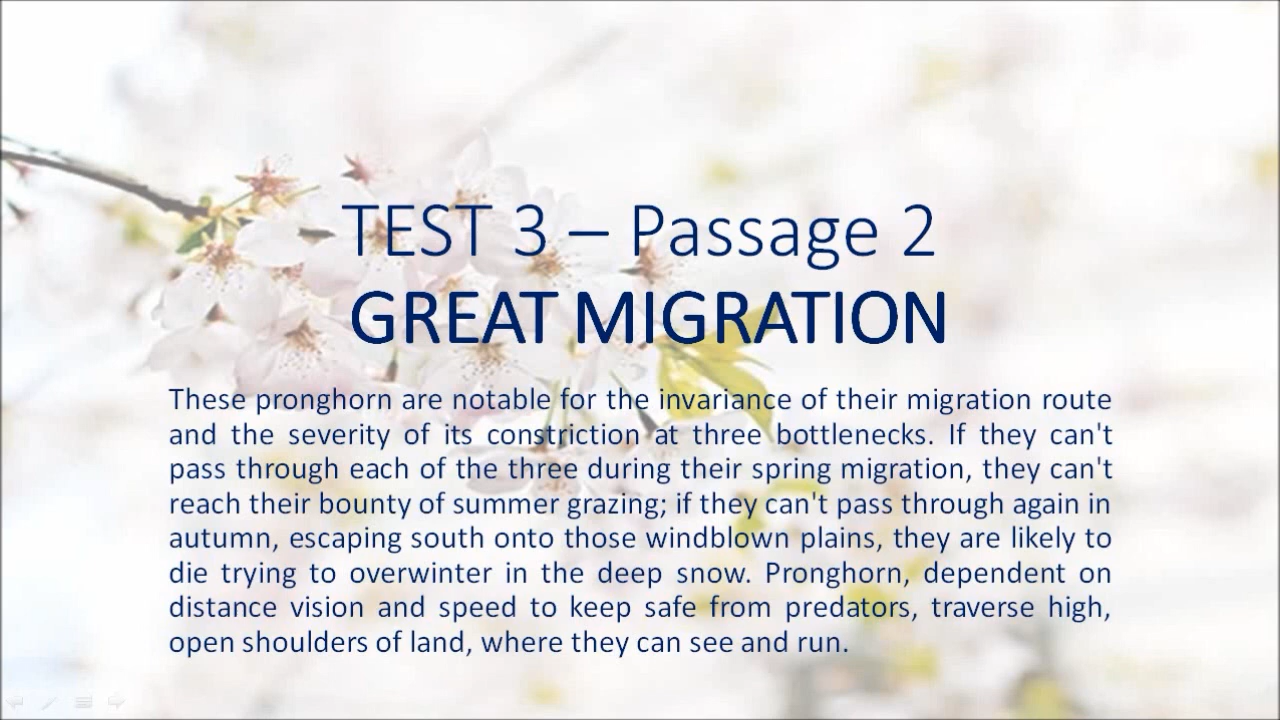 TEST 3 – Passage 2
GREAT MIGRATION
These pronghorn are notable for the invariance of their migration route
and the severity of its constriction at three bottlenecks. If they can't
pass through each of the three during their spring migration, they can't
reach their bounty of summer grazing; if they can't pass through again in
autumn, escaping south onto those windblown plains, they are likely to
die trying to overwinter in the deep snow. Pronghorn, dependent on
distance vision and speed to keep safe from predators, traverse high,
open shoulders of land, where they can see and run.